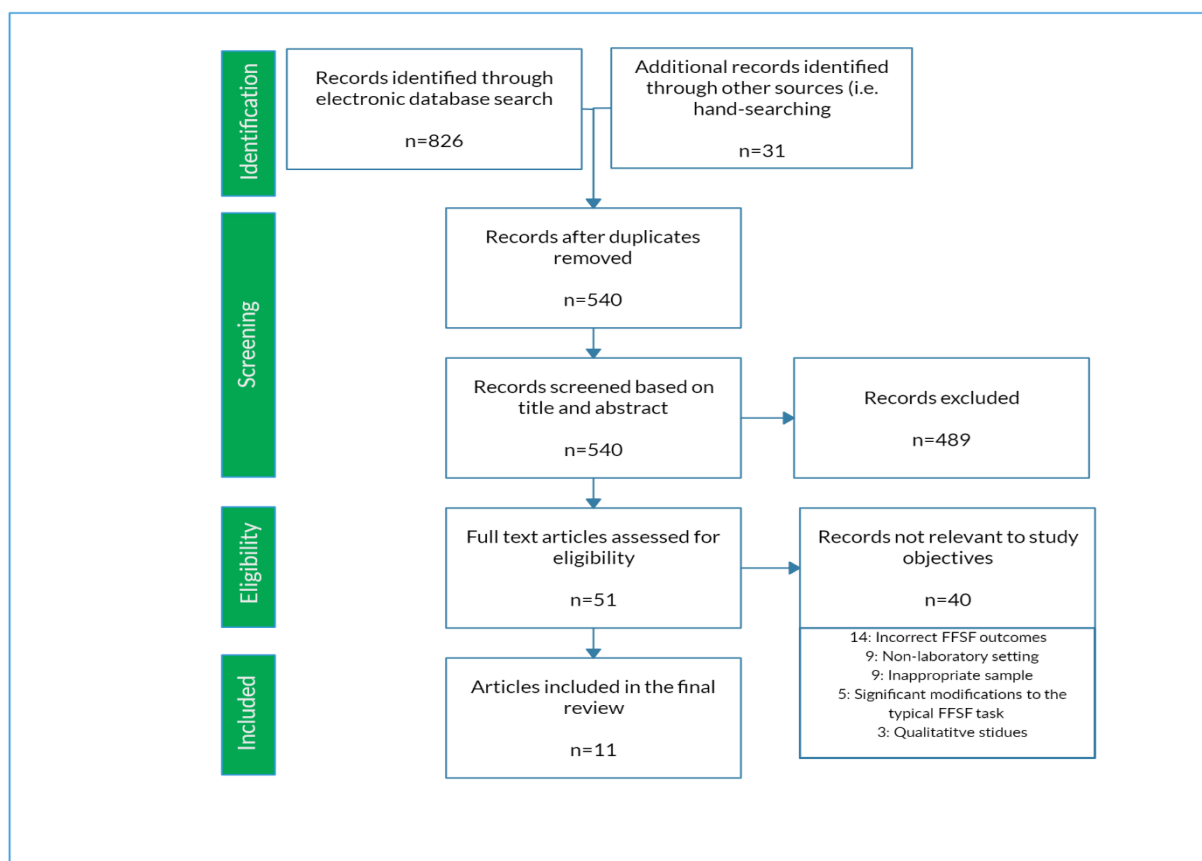 Identification
Records identified through
electronic database search
n=826
Additional records identified
through other sources (i.e.
hand-searching
n=31
Screening
Records after duplicates
removed
n=540
Records screened based on
title and abstract
n=540
Records excluded
n=489
Eligibility
Full text articles assessed for
eligibility
n=51
Records not relevant to study
objectives
n=40
14: Incorrect FFSF outcomes
9: Non-laboratory setting
9: Inappropriate sample
5: Significant modifications to the
typical FFSF task
3: Qualitatitve stidues
Included
Articles included in the final
review
n=11